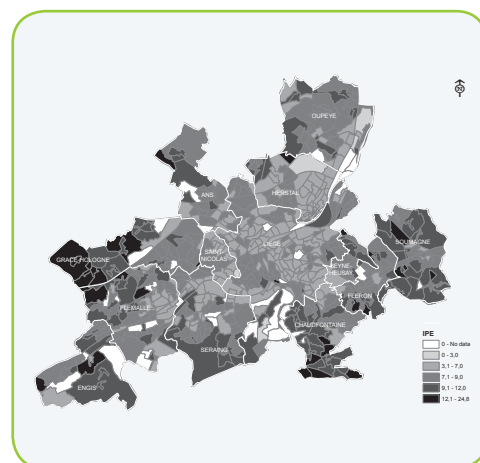 OUPEYE
HERSTAL
ANS
LIEGE
SOUMAGNE
SAINT-
NICOLAS
GRACE-HOLOGNE
BEYNE
HEUSAY
FLERON
FLEMALLE
CHAUDFONTAINE
SERAING
ENGIS
IPE
0 - No data
0 - 3,0
3,1 - 7,0
7,1 - 9,0
9,1 - 12,0
12,1 - 24,8